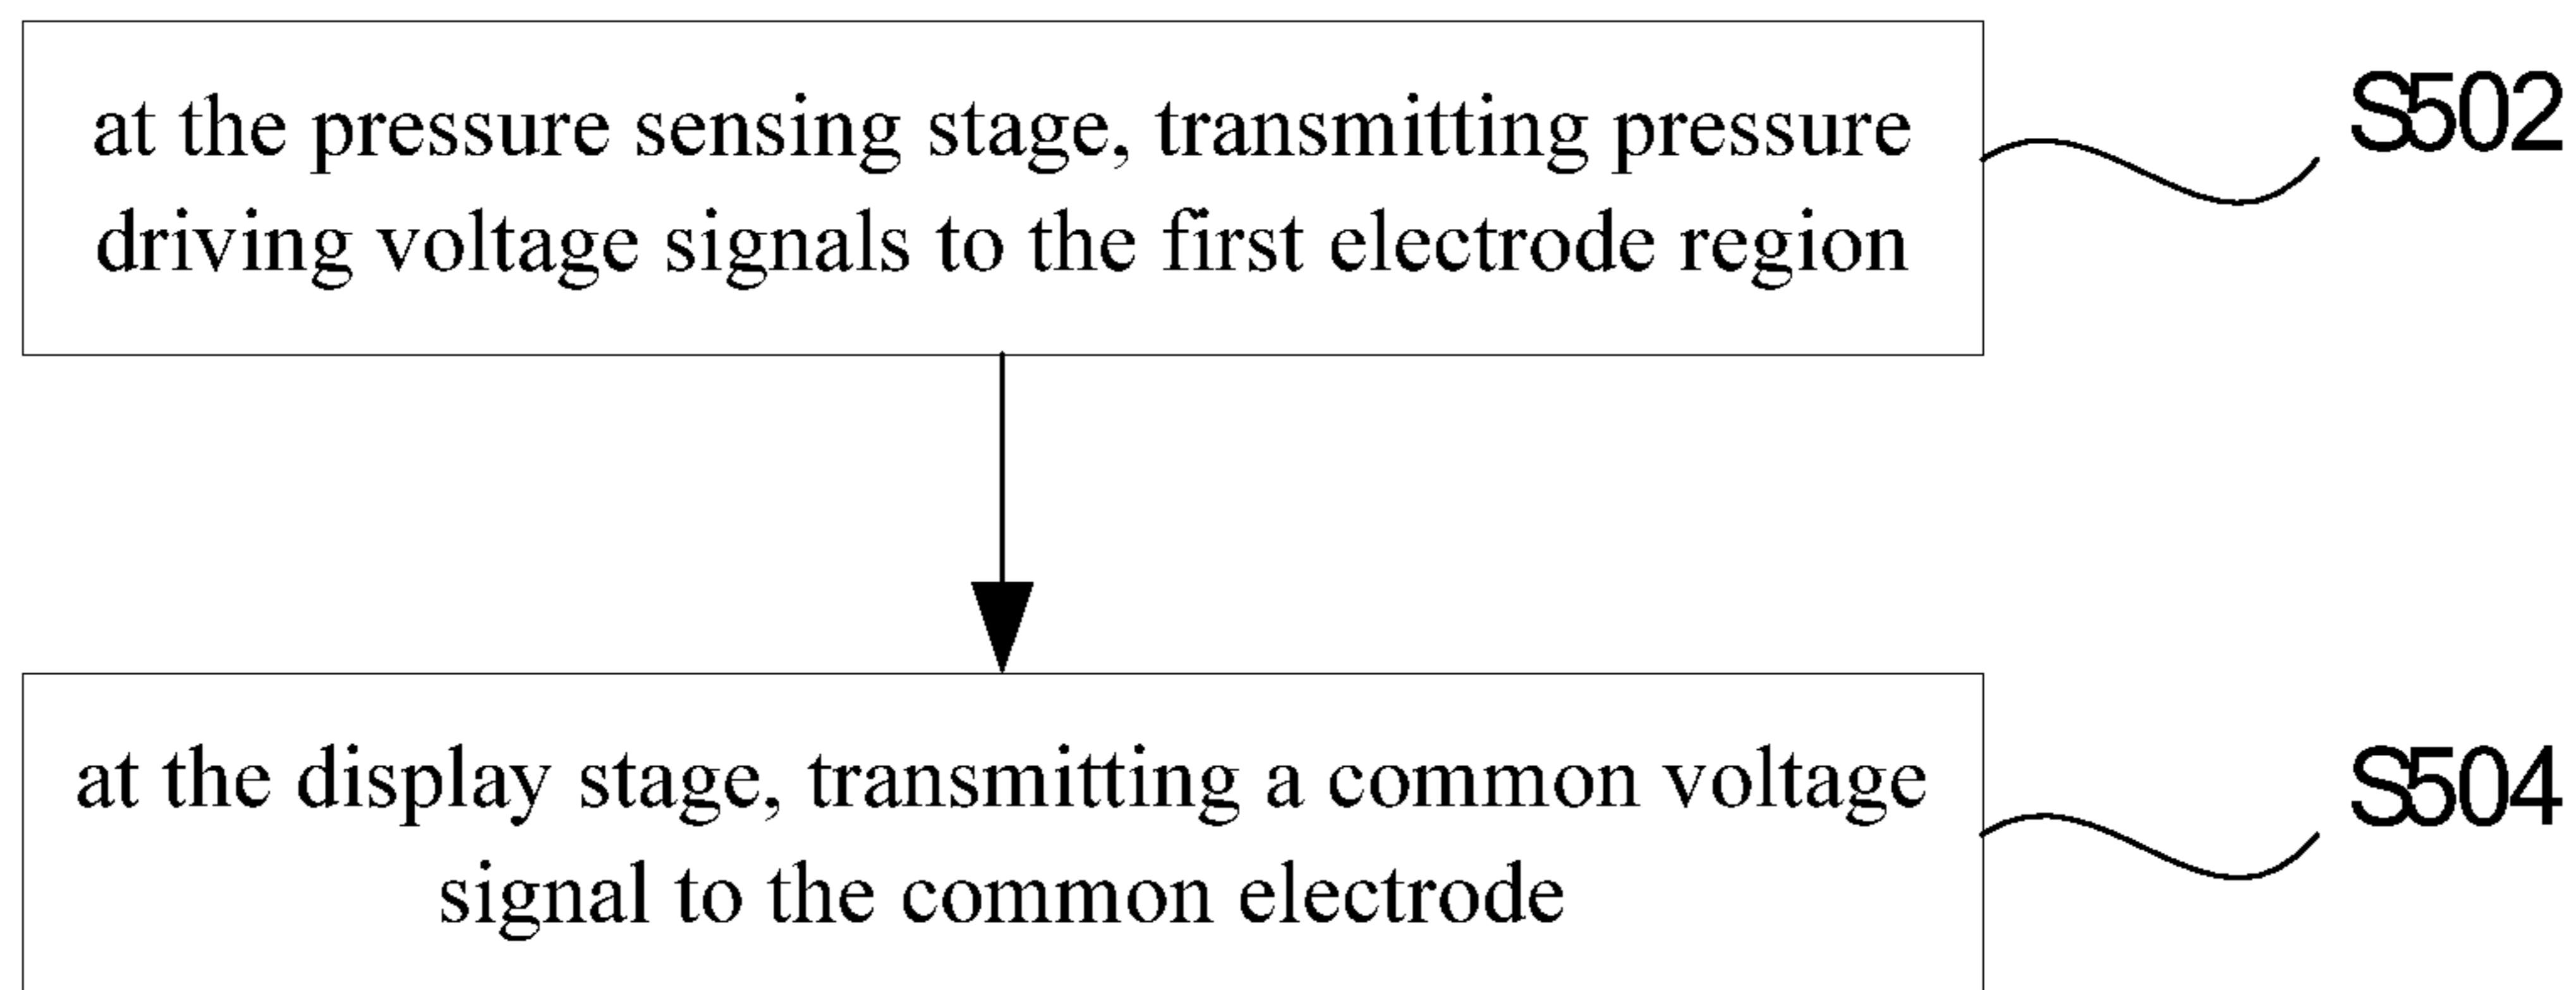 at the pressure sensing stage, transmitting pressure
driving voltage signals to the first electrode region
S502
at the display stage, transmitting a common voltage
signal to the common electrode
S504